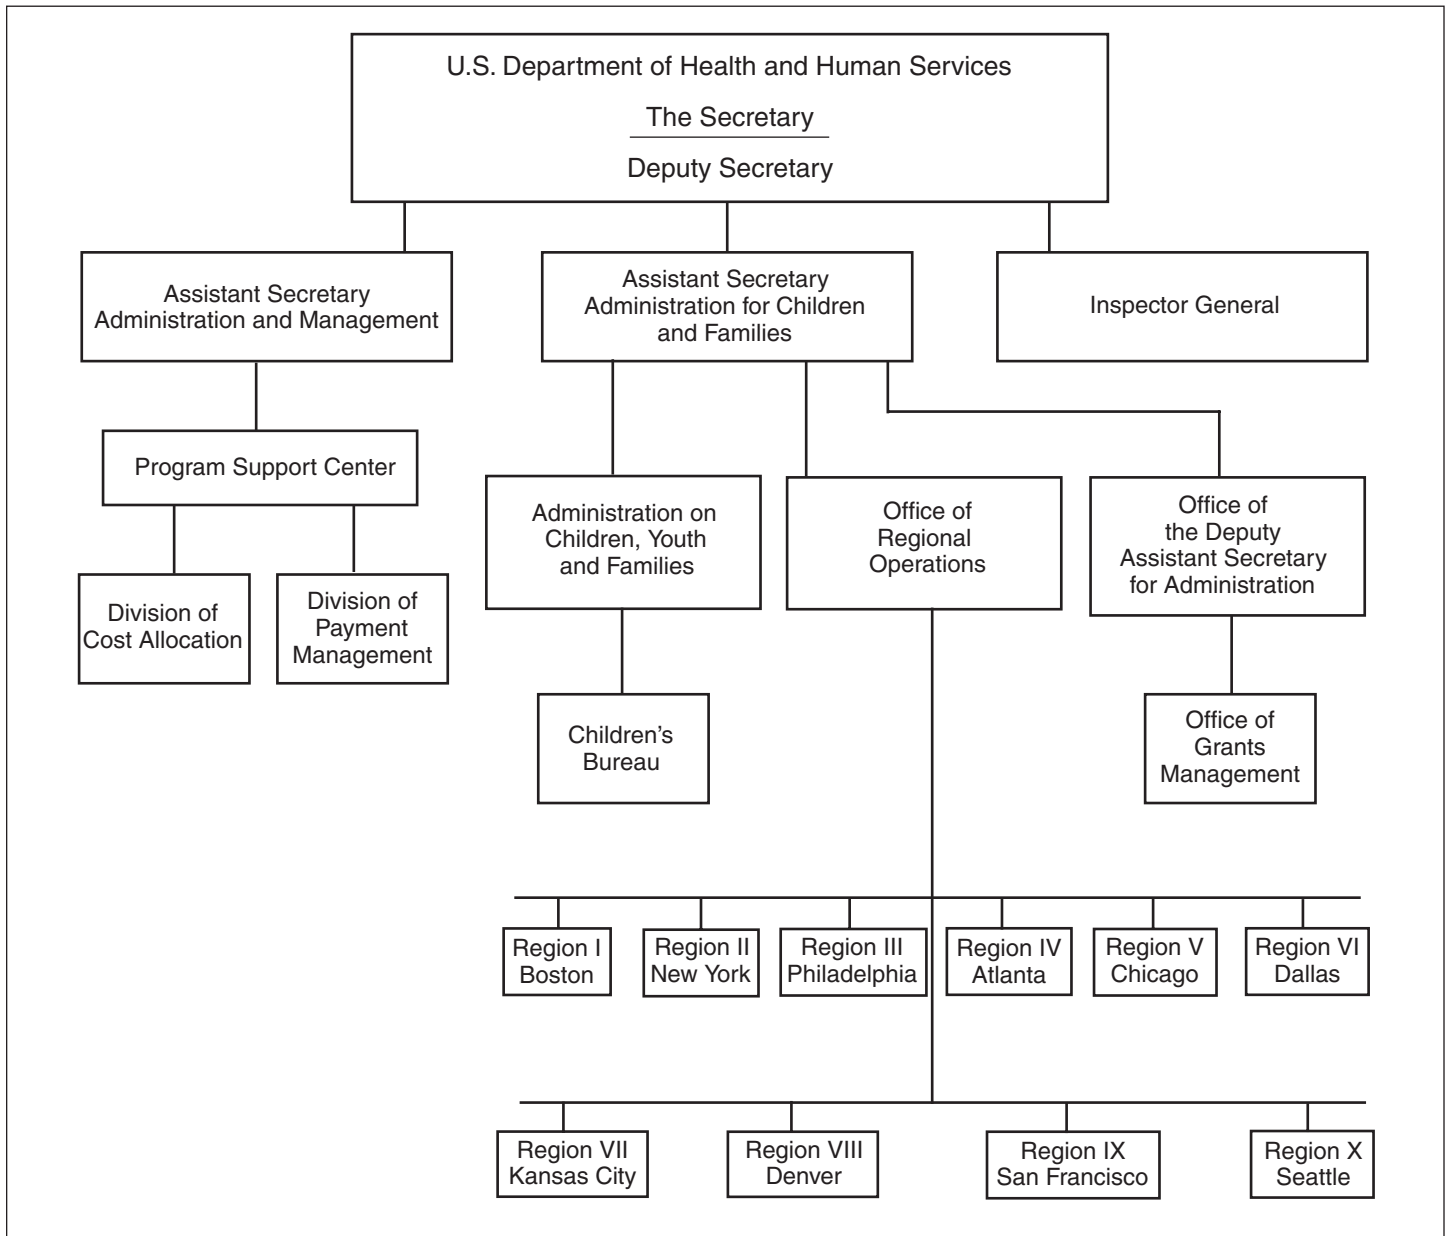 U.S. Department of Health and Human Services
The Secretary
Deputy Secretary
Assistant Secretary
Administration and Management
Assistant Secretary
Administration for Children
and Families
Inspector General
Program Support Center
Administration on
Children, Youth
and Families
Office of
Regional
Operations
Office of
the Deputy
Assistant Secretary
for Administration
Division of
Cost Allocation
Division of
Payment
Management
Children’s
Bureau
Office of
Grants
Management
Region I
Boston
Region II
New York
Region III
Philadelphia
Region IV
Atlanta
Region V
Chicago
Region VI
Dallas
Region VII
Kansas City
Region VIII
Denver
Region IX
San Francisco
Region X
Seattle